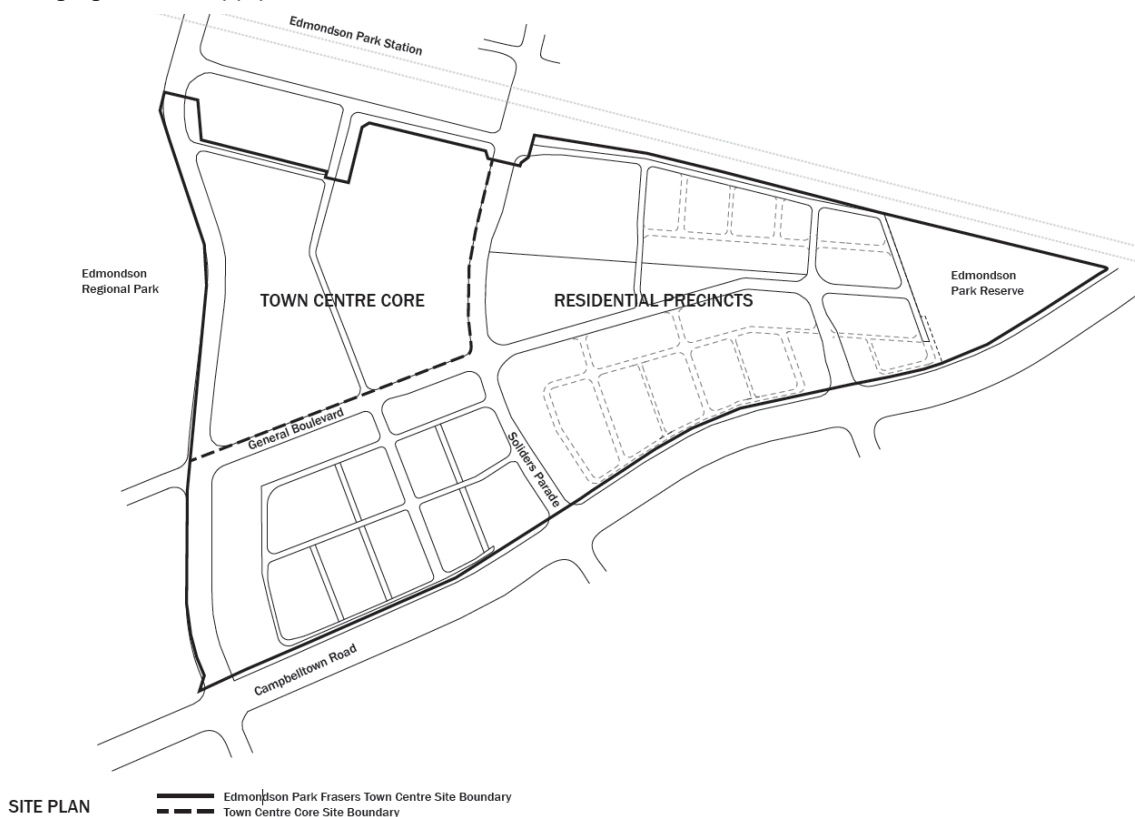 Edmondson Park Station
Edmondson
Regional Park
TOWN CENTRE CORE
RESIDENTIAL PRECINCTS
Edmondson
Park Reserve
General Boulevard
Soliders Parade
Campbelltown Road
SITE PLAN
Edmondson Park Frasers Town Centre Site Boundary
Town Centre Core Site Boundary